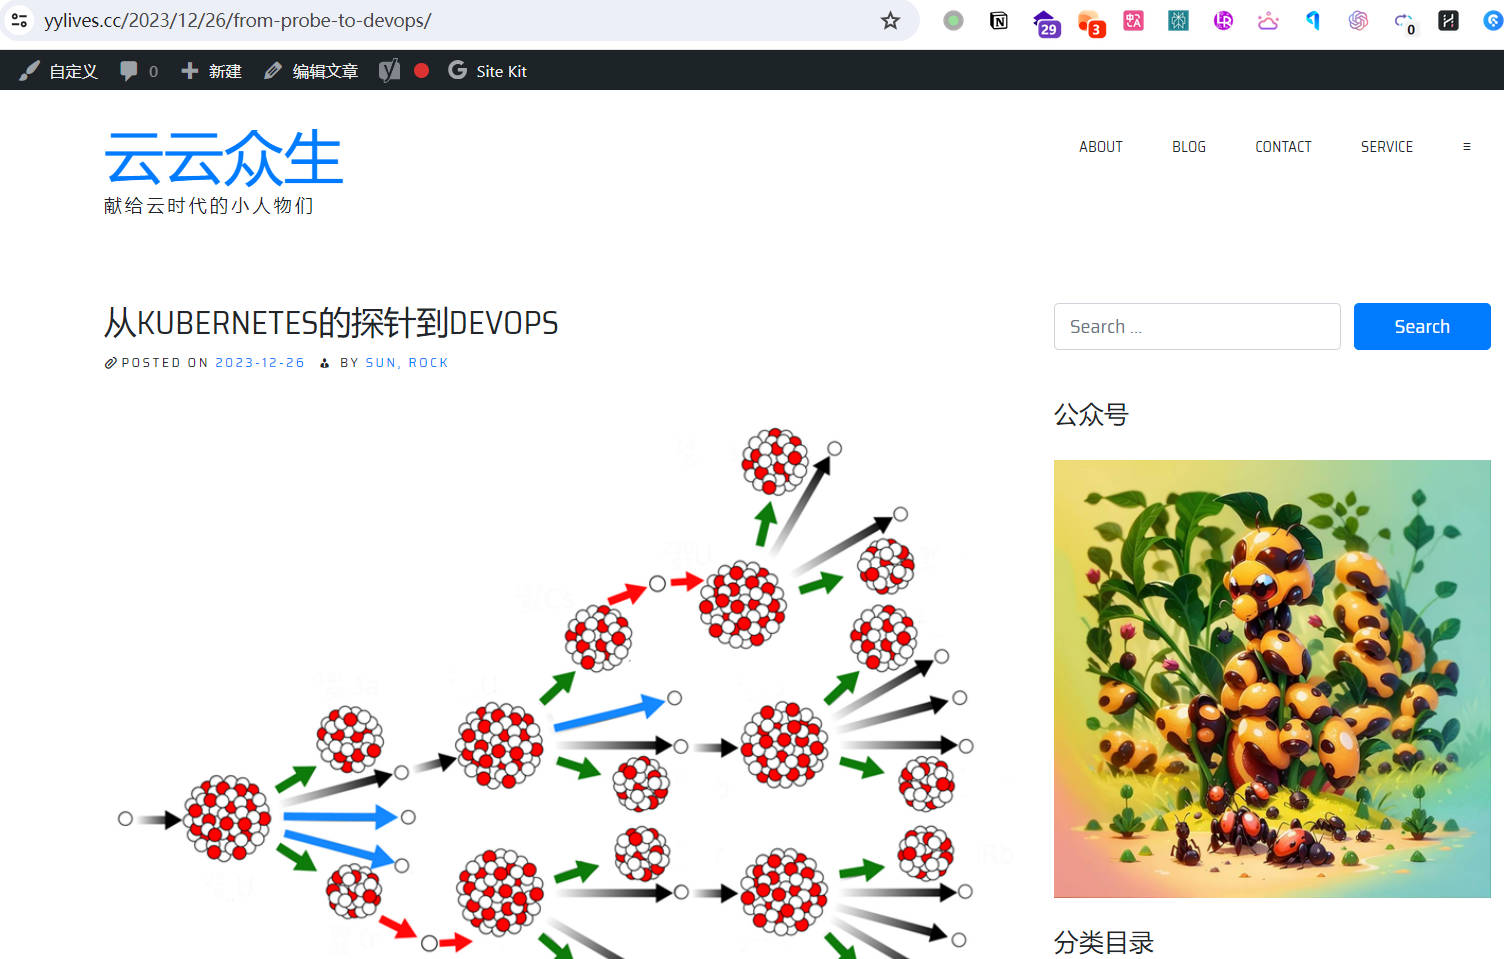 yylives.cc/2023/12/26/from-probe-to-devops/
29
3
0
自定义
0
新建
编辑文章
Site Kit
云云众生
献给云时代的小人物们
ABOUT
BLOG
CONTACT
SERVICE
从KUBERNETES的探针到DEVOPS
POSTED ON 2023-12-26 BY SUN, ROCK
Search ...
Search
公众号
分类目录